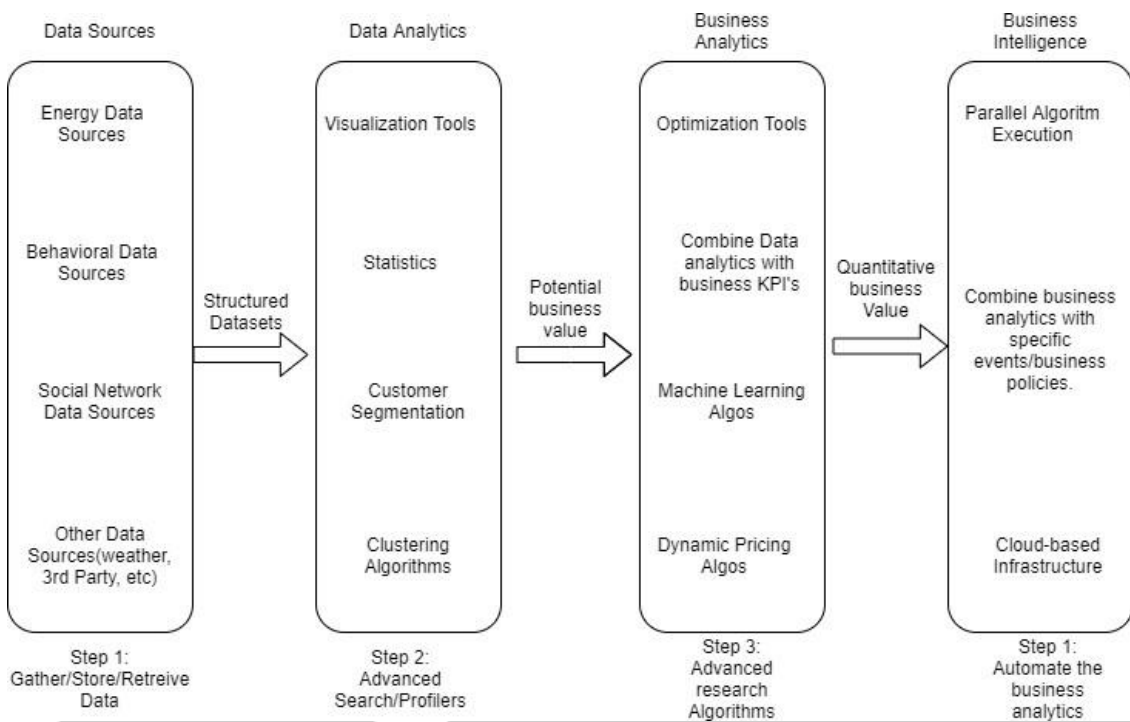 Data Sources
Energy Data
Sources
Behavioral Data
Sources
Social Network
Data Sources
Other Data
Sources(weather,
3rd Party, etc)
Step 1:
Gather/Store/Retreive
Data
Structured
Datasets
Data Analytics
Visualization Tools
Statistics
Customer
Segmentation
Clustering
Algorithms
Step 2:
Advanced
Search/Profilers
Potential
business
value
Business
Analytics
Optimization Tools
Combine Data
analytics with
business KPI's
Machine Learning
Algos
Dynamic Pricing
Algos
Step 3:
Advanced
research
Algorithms
Quantitative
business
Value
Business
Intelligence
Parallel Algoritm
Execution
Combine business
analytics with
specific
events/business
policies.
Cloud-based
Infrastructure
Step 1:
Automate the
business
analytics